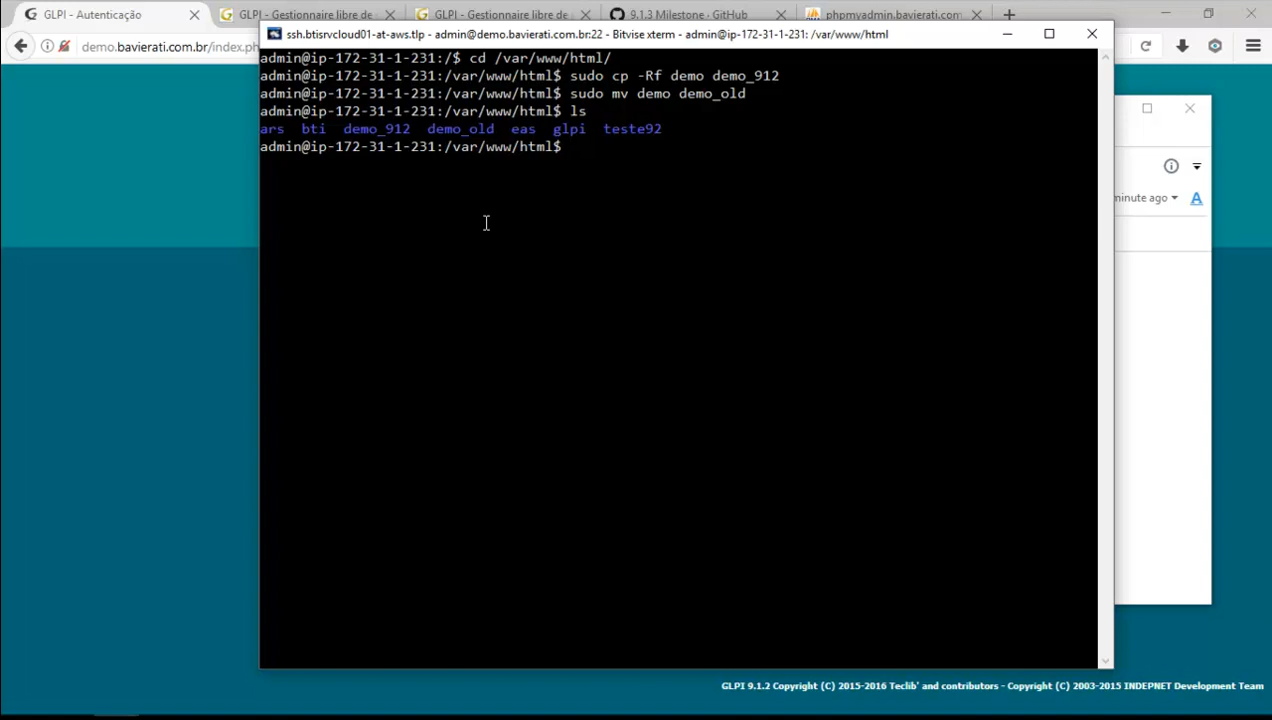 GLPI - Autenticação
GLPI - Gestionnaire libre de
GLPI - Gestionnaire libre de
9.1.3 Milestone · GitHub
phpmyadmin.bavierati.com
demo.bavierati.com.br/index.ph
ssh.btisrvcloud01-at-aws.tlp - admin@demo.bavierati.com.br:22 - Bitvise xterm - admin@ip-172-31-1-231: /var/www/html
admin@ip-172-31-1-231:/$ cd /var/www/html/
admin@ip-172-31-1-231:/var/www/html$ sudo cp -Rf demo demo_912
admin@ip-172-31-1-231:/var/www/html$ sudo mv demo demo_old
admin@ip-172-31-1-231:/var/www/html$ ls
ars bti demo_912 demo_old eas glpi teste92
admin@ip-172-31-1-231:/var/www/html$
minute ago
A
GLPI 9.1.2 Copyright (C) 2015-2016 Teclib' and contributors - Copyright (C) 2003-2015 INDEPNET Development Team